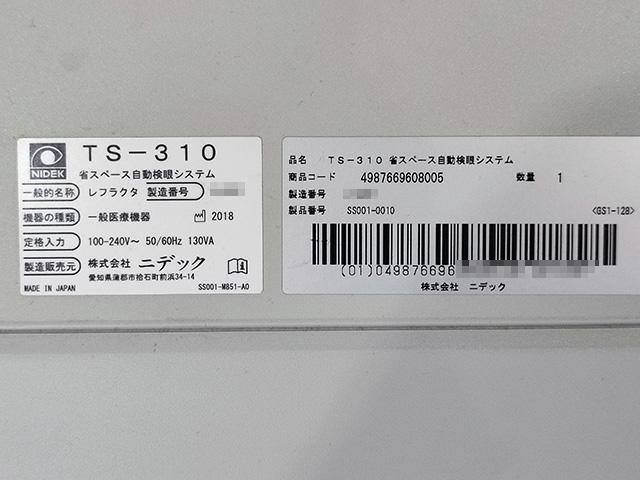 NIDEK
TS-310
省スペース自動検眼システム
一般的名称 レフラクタ 製造番号
機器の種類 一般医療機器 2018
定格入力 100-240V～ 50/60Hz 130VA
製造販売元 株式会社 ニデック
愛知県蒲郡市拾石町前浜34-14
MADE IN JAPAN SS001-M851-A0
品名 TS-310 省スペース自動検眼システム
商品コード 4987669608005 数量 1
製造番号
製品番号 SS001-0010 <GS1-128>
(01)049876696
株式会社 ニデック